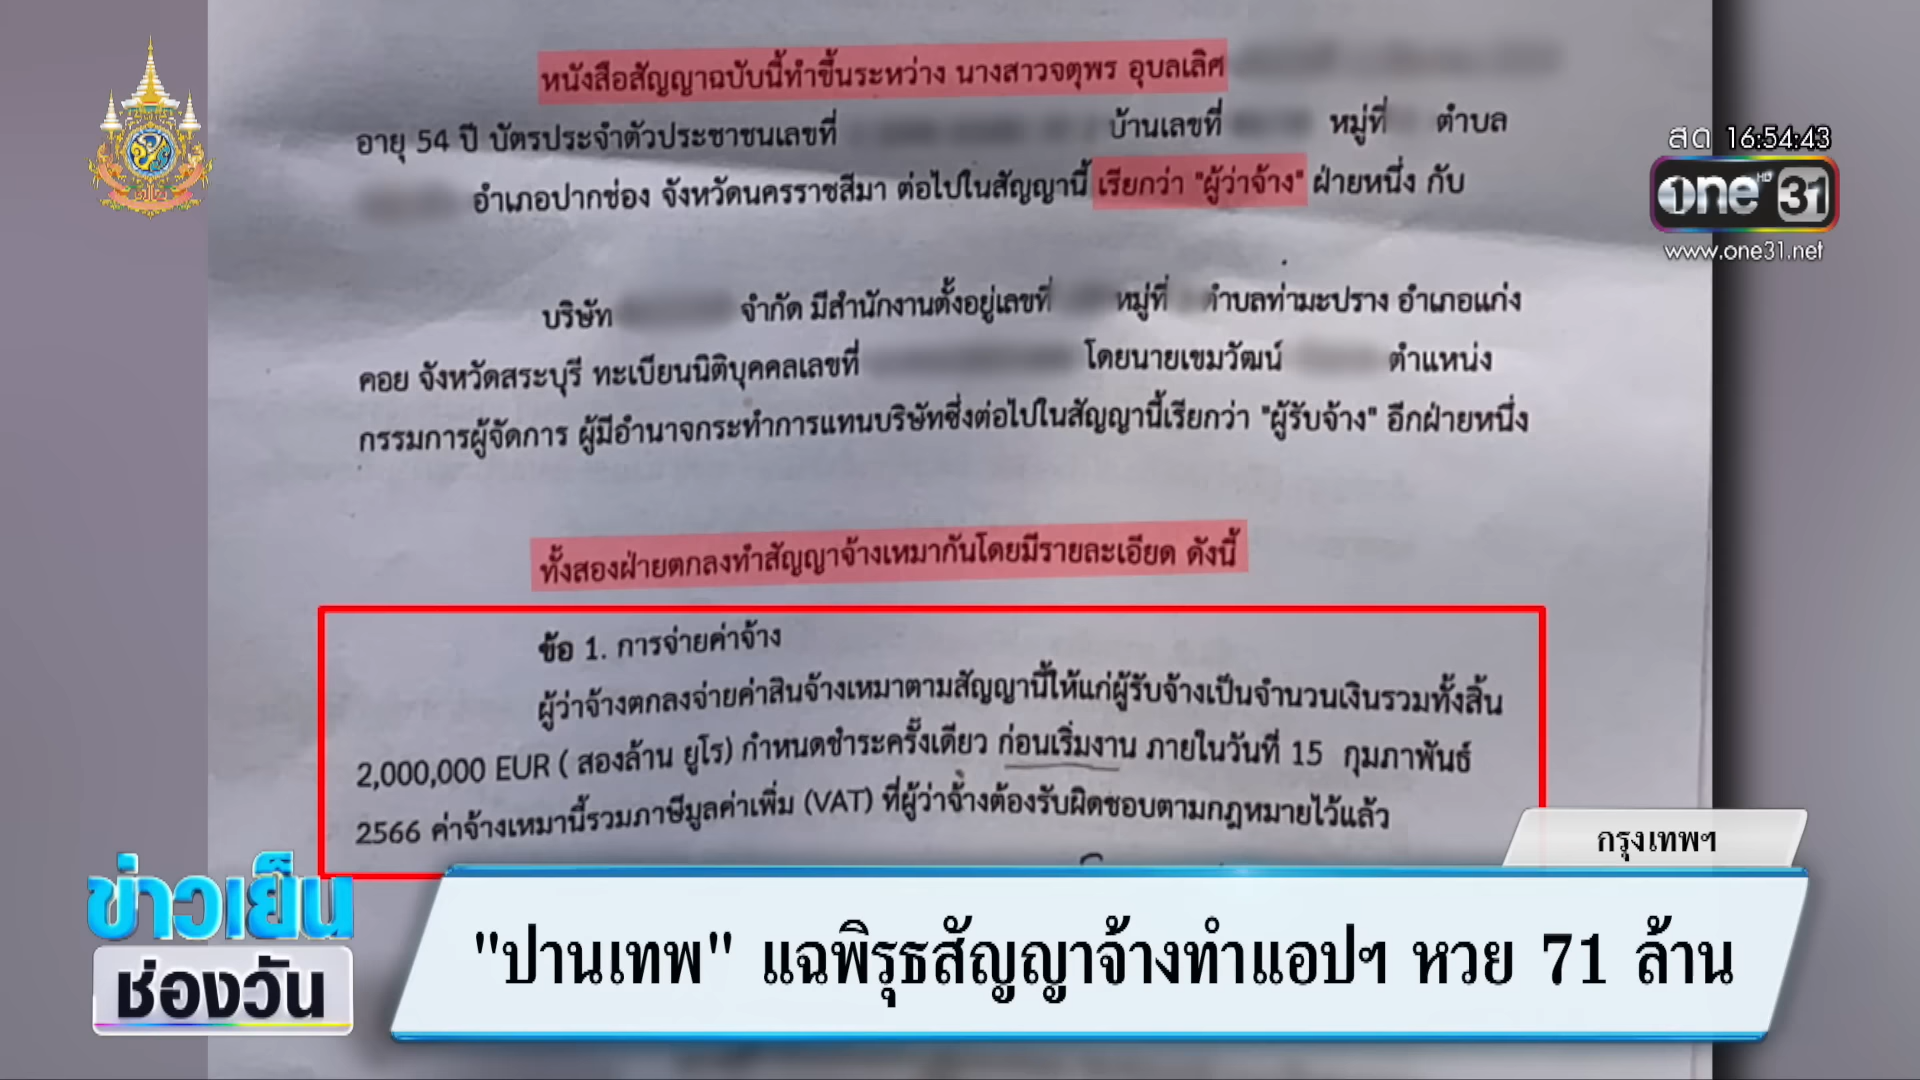 หนังสือสัญญาฉบับนี้ทำขึ้นระหว่าง นางสาวจตุพร อุบลเลิศ
อายุ 54 ปี บัตรประจำตัวประชาชนเลขที่ บ้านเลขที่ หมู่ที่ ตำบล
อำเภอปากช่อง จังหวัดนครราชสีมา ต่อไปในสัญญานี้ เรียกว่า "ผู้ว่าจ้าง" ฝ่ายหนึ่ง กับ
บริษัท จำกัด มีสำนักงานตั้งอยู่เลขที่ หมู่ที่ ตำบลท่ามะปราง อำเภอแก่ง
คอย จังหวัดสระบุรี ทะเบียนนิติบุคคลเลขที่ โดยนายเขมวัฒน์ ตำแหน่ง
กรรมการผู้จัดการ ผู้มีอำนาจกระทำการแทนบริษัทซึ่งต่อไปในสัญญานี้เรียกว่า "ผู้รับจ้าง" อีกฝ่ายหนึ่ง
ทั้งสองฝ่ายตกลงทำสัญญาจ้างเหมากันโดยมีรายละเอียด ดังนี้
ข้อ 1. การจ่ายค่าจ้าง
ผู้ว่าจ้างตกลงจ่ายค่าสินจ้างเหมาตามสัญญานี้ให้แก่ผู้รับจ้างเป็นจำนวนเงินรวมทั้งสิ้น
2,000,000 EUR ( สองล้าน ยูโร) กำหนดชำระครั้งเดียว ก่อนเริ่มงาน ภายในวันที่ 15 กุมภาพันธ์
2566 ค่าจ้างเหมานี้รวมภาษีมูลค่าเพิ่ม (VAT) ที่ผู้ว่าจ้างต้องรับผิดชอบตามกฎหมายไว้แล้ว
สด 16:54:43
one HD 31
www.one31.net
กรุงเทพฯ
ข่าวเย็น
ช่องวัน
"ปานเทพ" แฉพิรุธสัญญาจ้างทำแอปฯ หวย 71 ล้าน